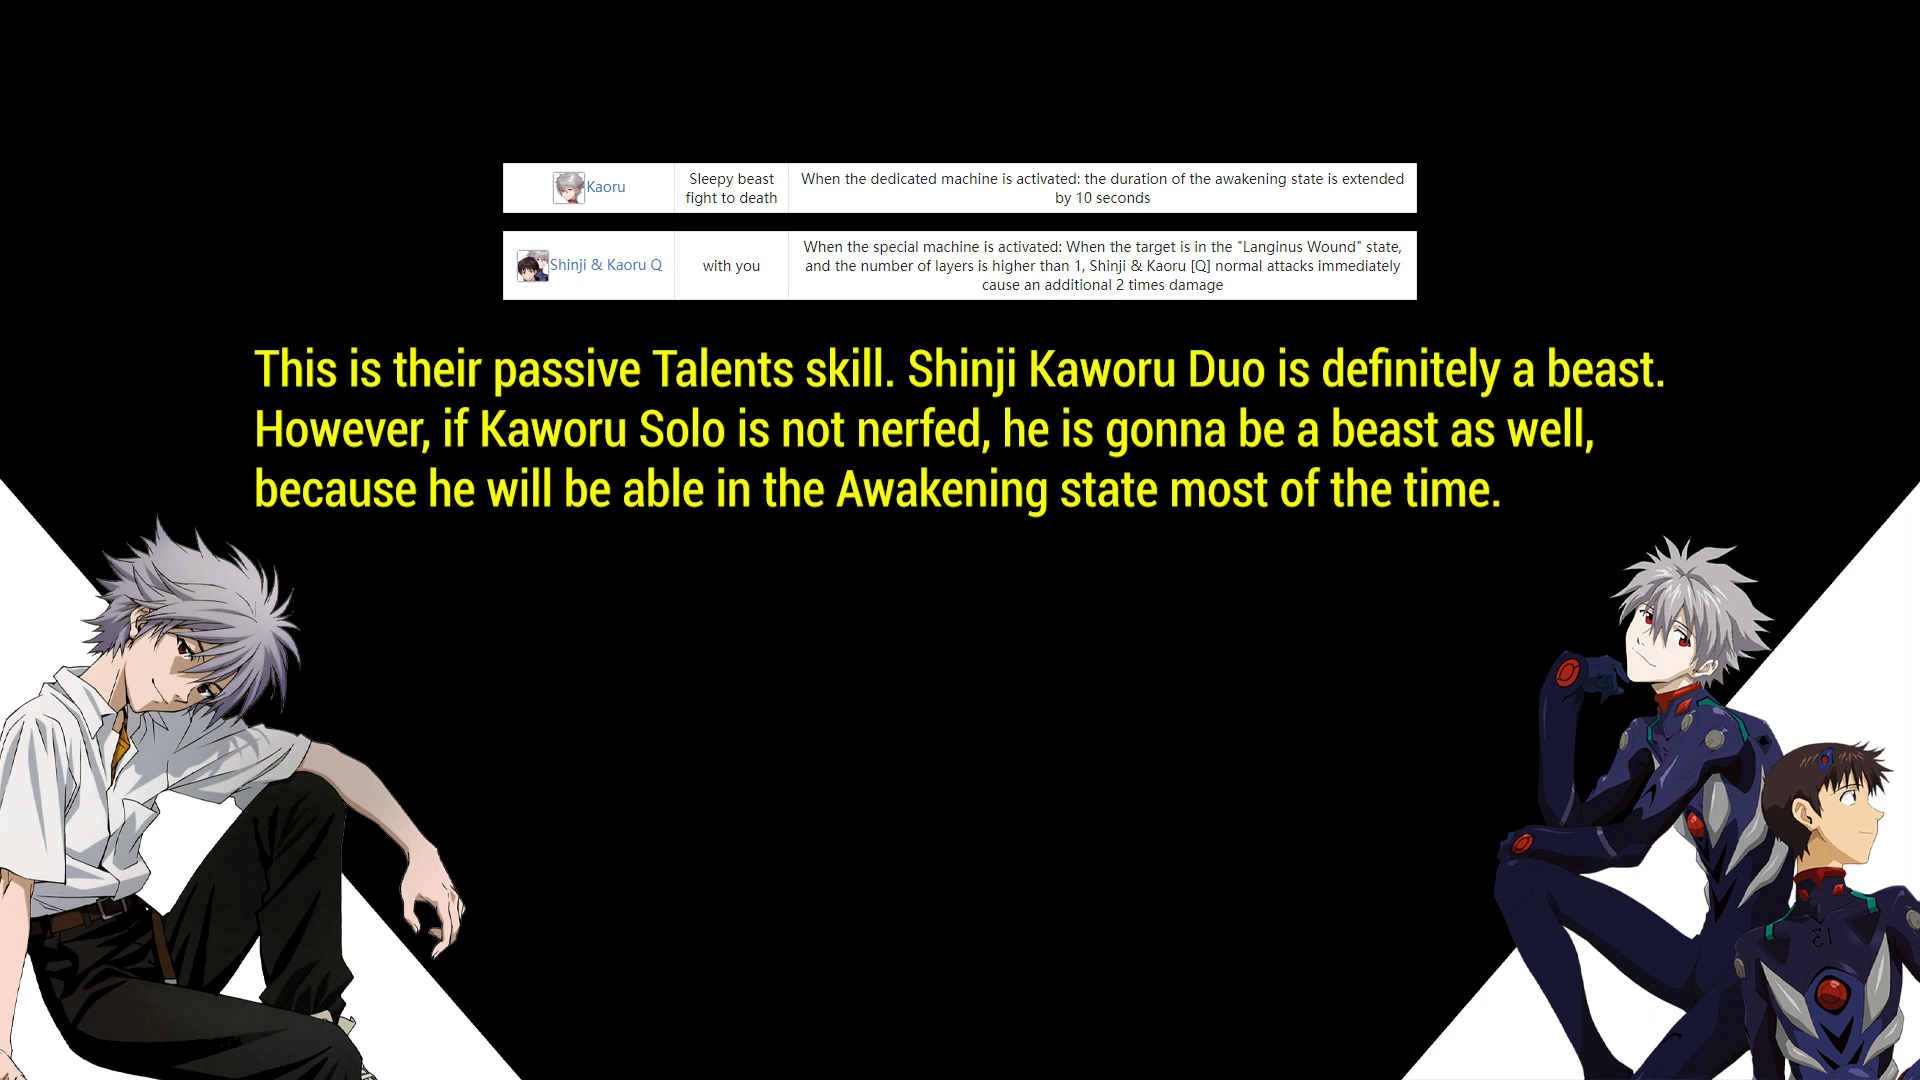 Kaoru
Sleepy beast
fight to death
When the dedicated machine is activated: the duration of the awakening state is extended
by 10 seconds
Shinji & Kaoru Q
with you
When the special machine is activated: When the target is in the "Langinus Wound" state,
and the number of layers is higher than 1, Shinji & Kaoru [Q] normal attacks immediately
cause an additional 2 times damage
This is their passive Talents skill. Shinji Kaworu Duo is definitely a beast.
However, if Kaworu Solo is not nerfed, he is gonna be a beast as well,
because he will be able in the Awakening state most of the time.